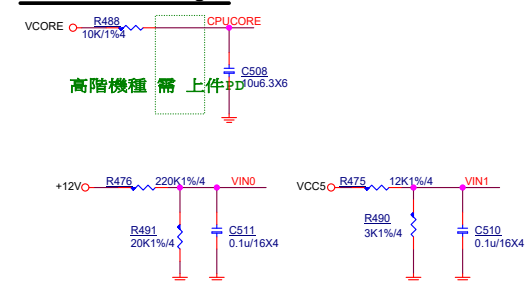 VCORE
R488
10K/1%4
CPUCORE
C508
10u6.3X6
高階機種 需 上件PD
+12V
R476
220K1%/4
VIN0
R491
20K1%/4
C511
0.1u/16X4
VCC5
R475
12K1%/4
VIN1
R490
3K1%/4
C510
0.1u/16X4